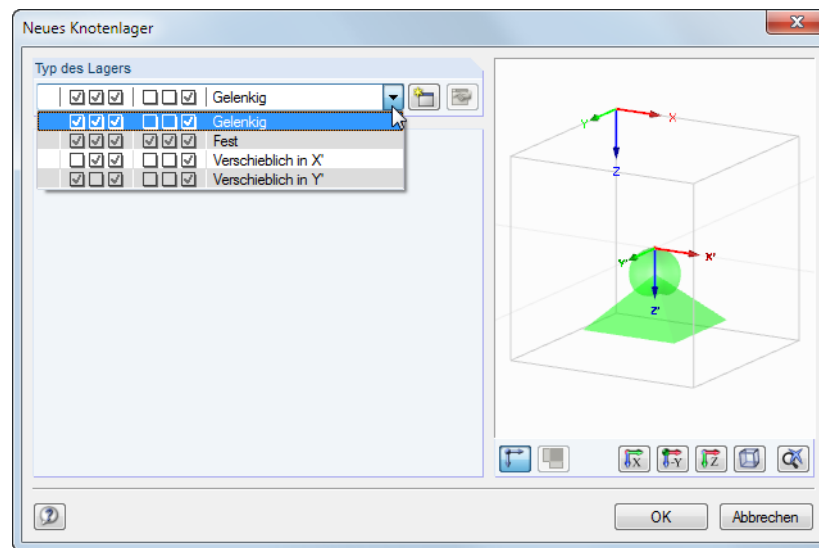 Neues Knotenlager
Typ des Lagers
Gelenkig
Gelenkig
Fest
Verschieblich in X'
Verschieblich in Y'
Y
X
Z
Y'
X'
Z'
X
-Y
Z
OK
Abbrechen